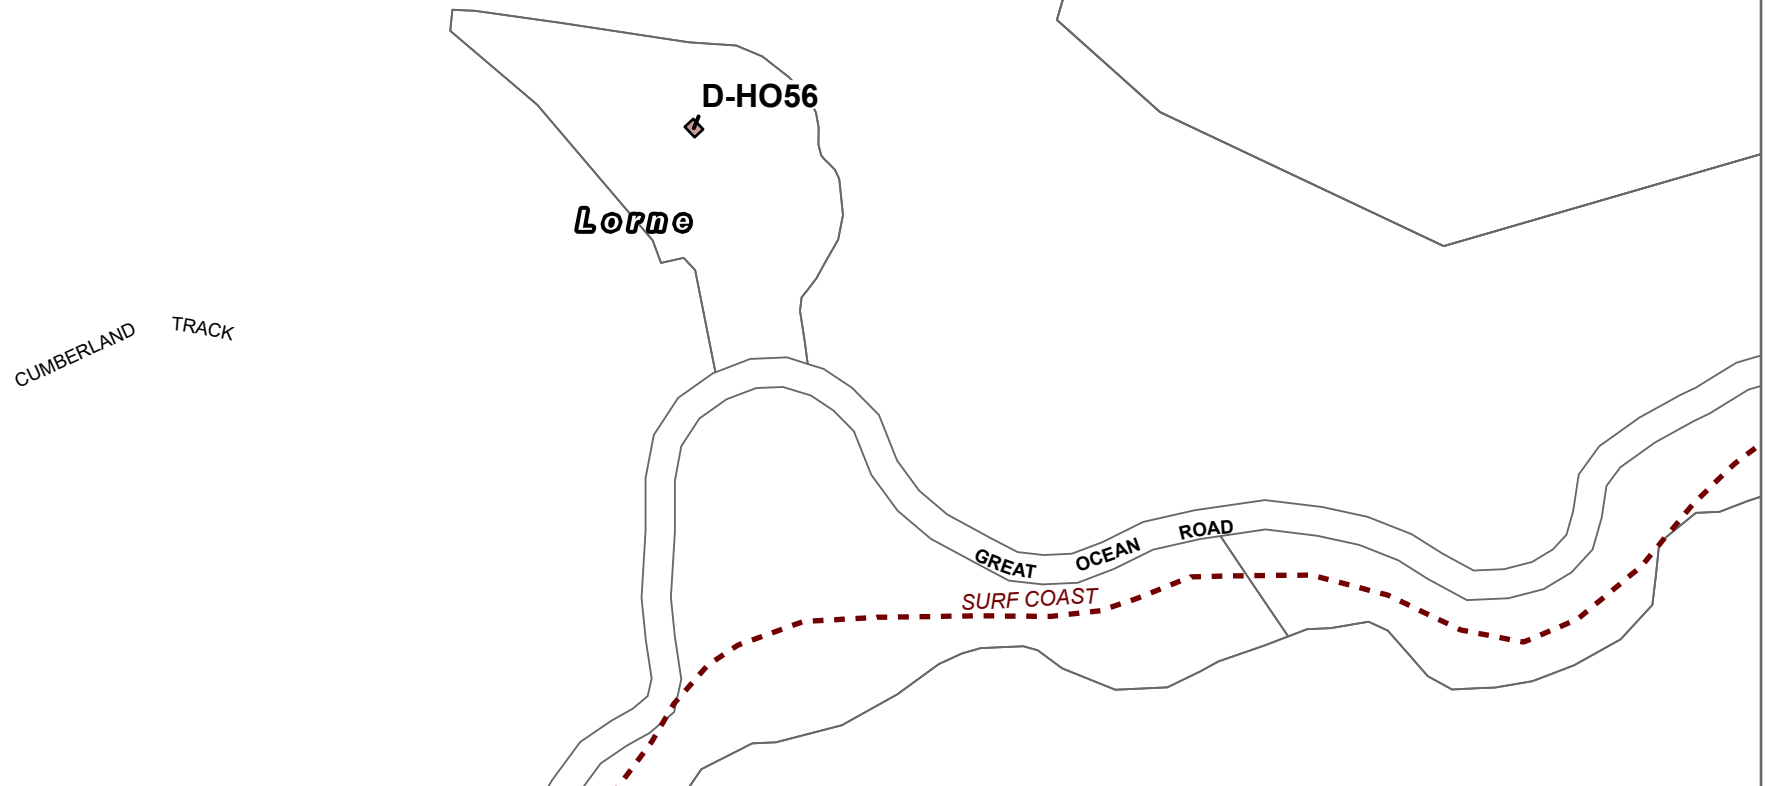 D-HO56
Lorne
CUMBERLAND TRACK
GREAT OCEAN ROAD
SURF COAST